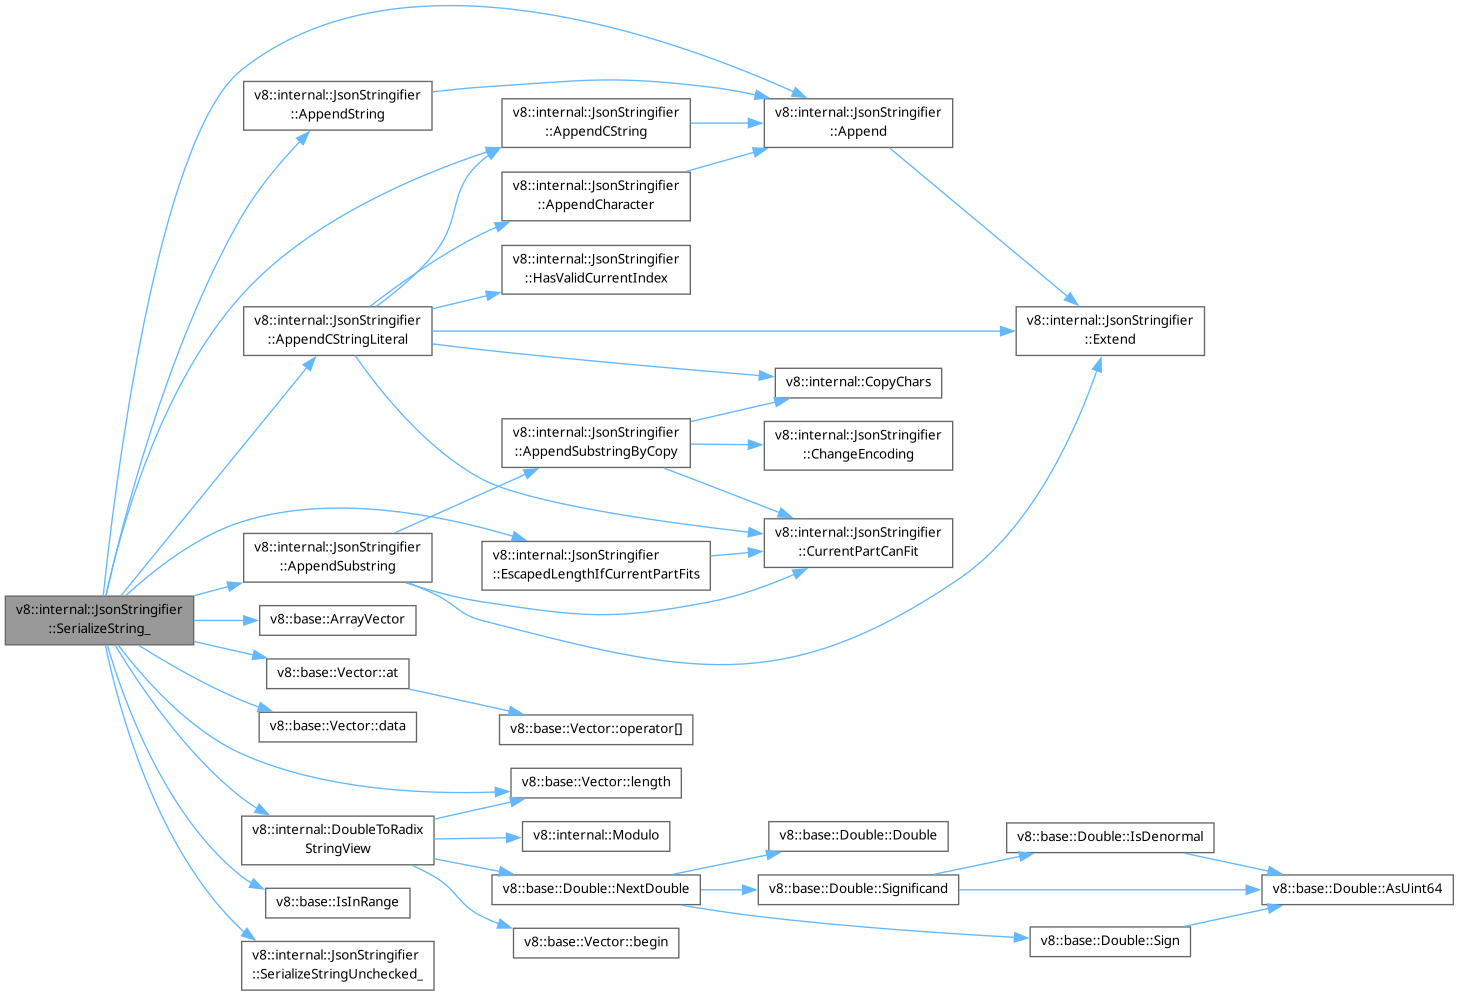 v8::internal::JsonStringifier
::SerializeString_
v8::internal::JsonStringifier
::AppendString
v8::internal::JsonStringifier
::AppendCStringLiteral
v8::internal::JsonStringifier
::AppendSubstring
v8::base::ArrayVector
v8::base::Vector::at
v8::base::Vector::data
v8::internal::DoubleToRadix
StringView
v8::base::IsInRange
v8::internal::JsonStringifier
::SerializeStringUnchecked_
v8::internal::JsonStringifier
::AppendCString
v8::internal::JsonStringifier
::AppendCharacter
v8::internal::JsonStringifier
::HasValidCurrentIndex
v8::internal::JsonStringifier
::AppendSubstringByCopy
v8::internal::JsonStringifier
::EscapedLengthIfCurrentPartFits
v8::base::Vector::operator[]
v8::base::Vector::length
v8::internal::Modulo
v8::base::Double::NextDouble
v8::base::Vector::begin
v8::internal::JsonStringifier
::Append
v8::internal::CopyChars
v8::internal::JsonStringifier
::ChangeEncoding
v8::internal::JsonStringifier
::CurrentPartCanFit
v8::base::Double::Double
v8::base::Double::Significand
v8::internal::JsonStringifier
::Extend
v8::base::Double::IsDenormal
v8::base::Double::Sign
v8::base::Double::AsUint64